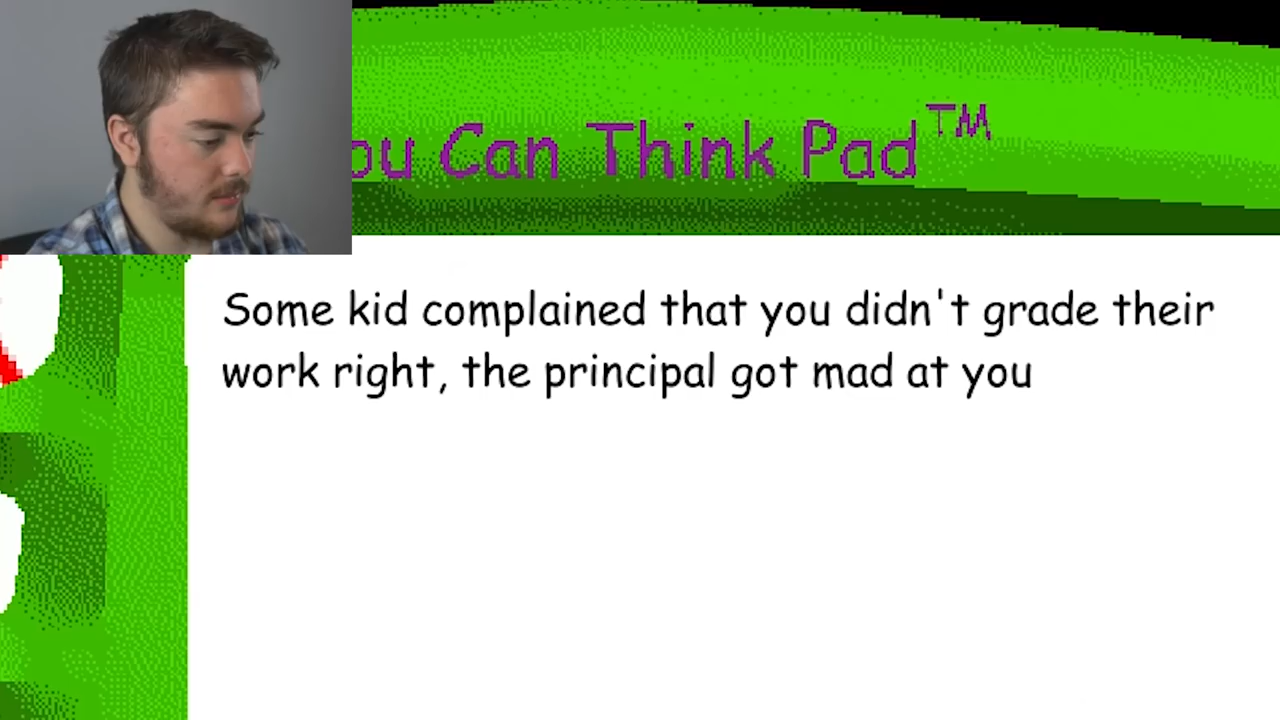 ou Can Think Pad™
Some kid complained that you didn't grade their
work right, the principal got mad at you